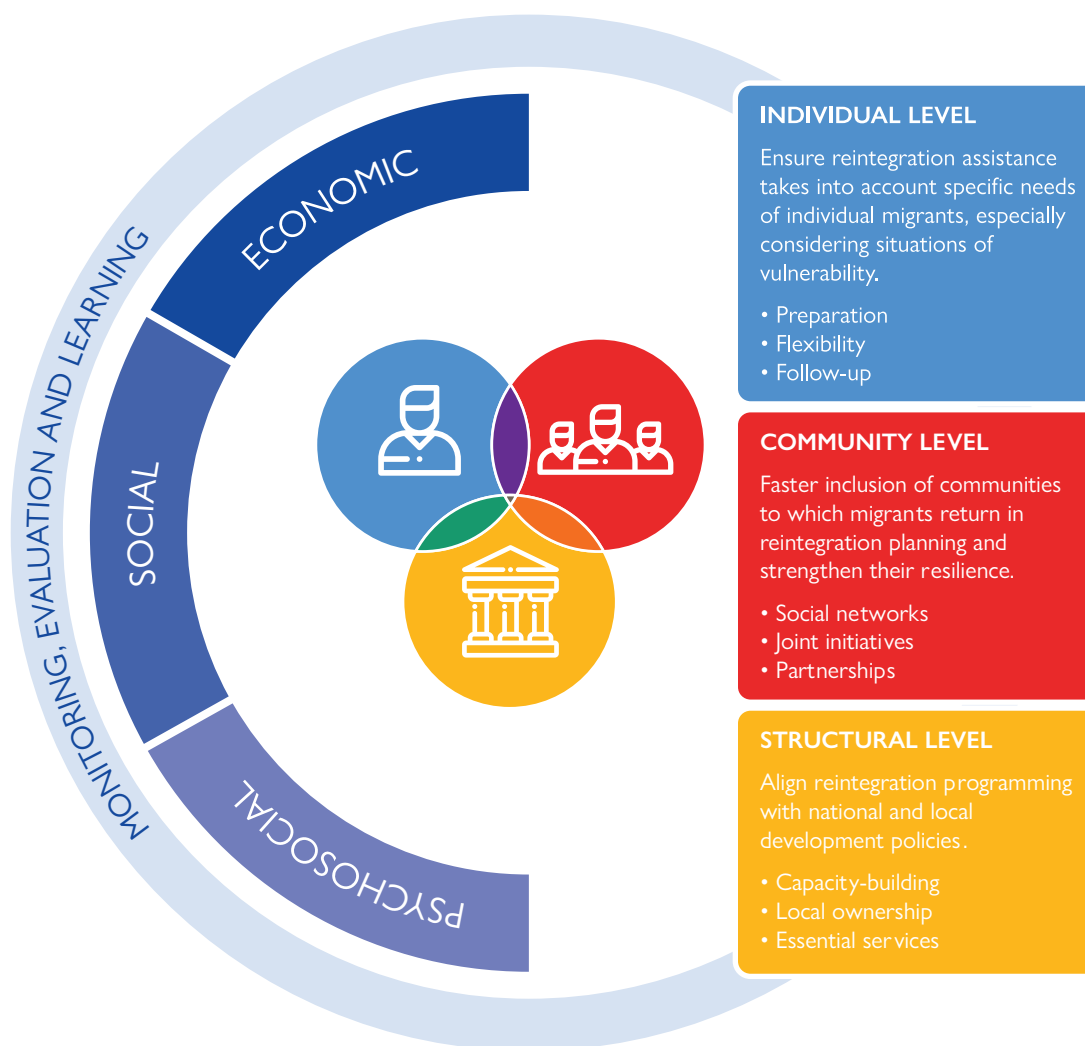 MONITORING, EVALUATION AND LEARNING
ECONOMIC
SOCIAL
PSYCHOSOCIAL
INDIVIDUAL LEVEL
Ensure reintegration assistance
takes into account specific needs
of individual migrants, especially
considering situations of
vulnerability.
• Preparation
• Flexibility
• Follow-up
COMMUNITY LEVEL
Faster inclusion of communities
to which migrants return in
reintegration planning and
strengthen their resilience.
• Social networks
• Joint initiatives
• Partnerships
STRUCTURAL LEVEL
Align reintegration programming
with national and local
development policies.
• Capacity-building
• Local ownership
• Essential services